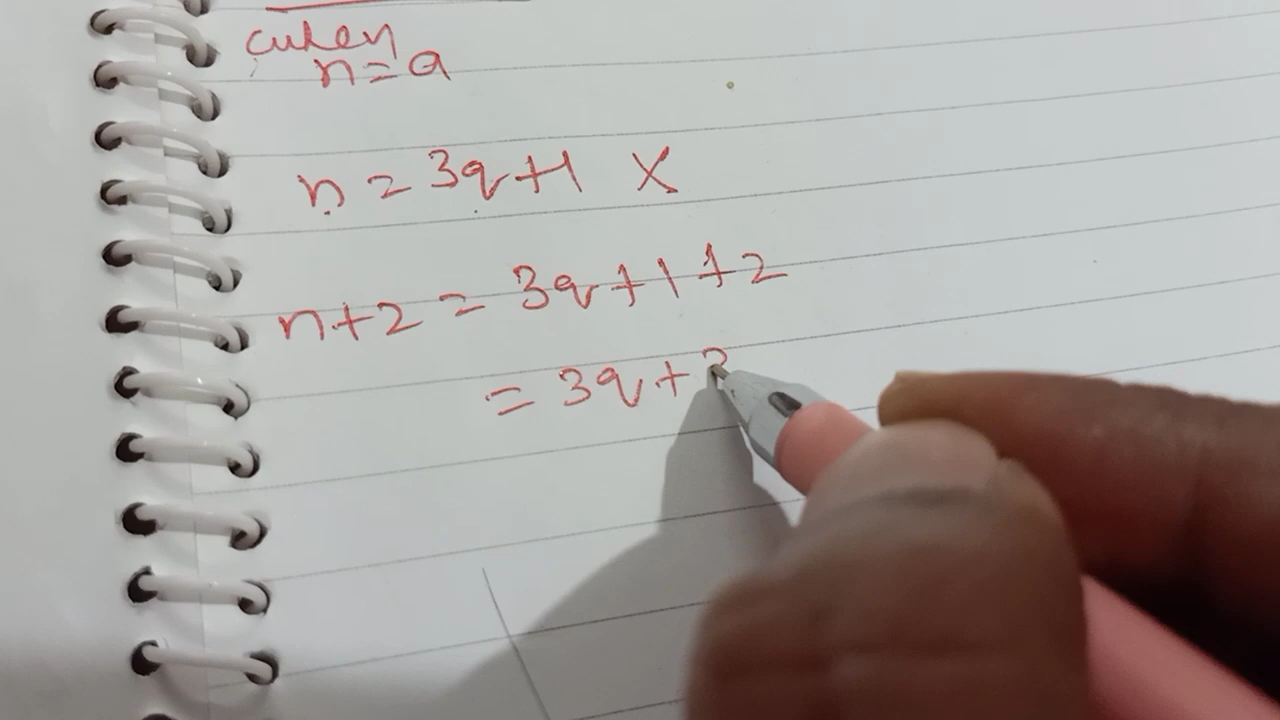 when
n = a
n = 3q+1 X
n+2 = 3q+1+2
= 3q+